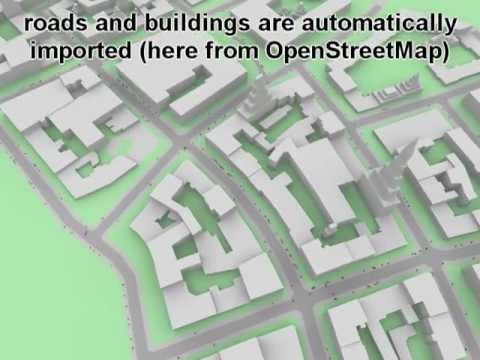 roads and buildings are automatically
imported (here from OpenStreetMap)